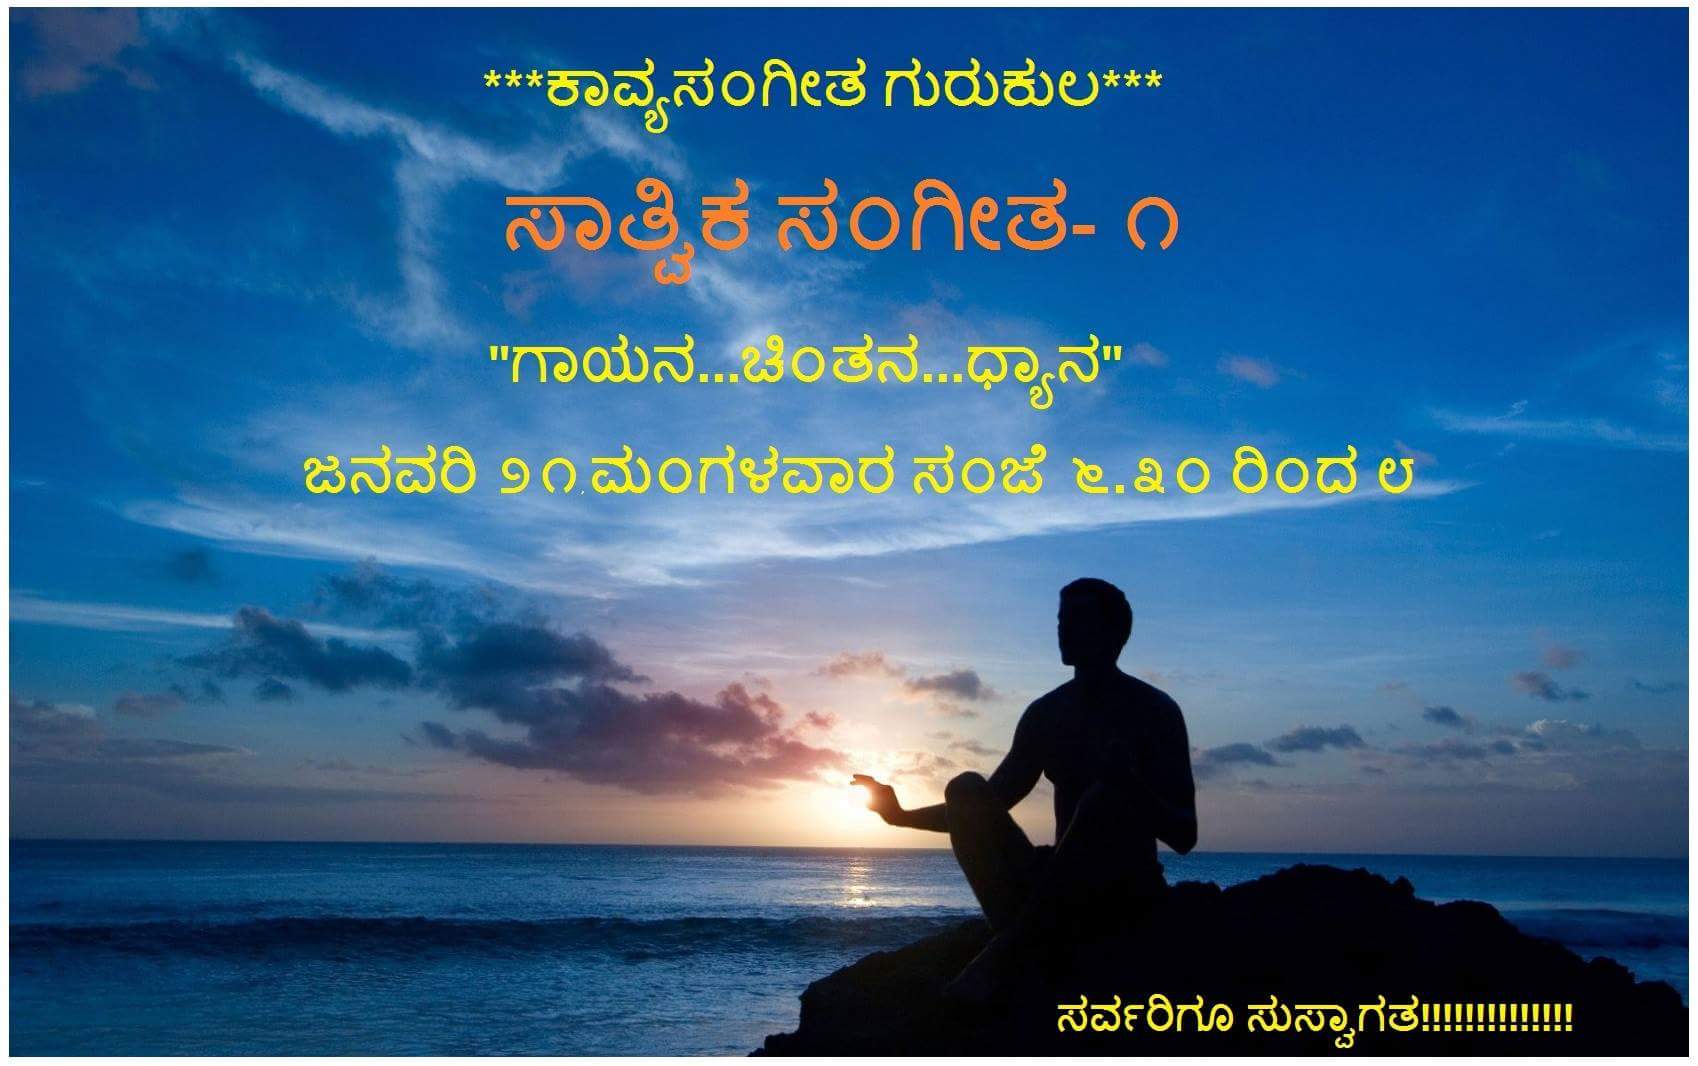 ***ಕಾವ್ಯಸಂಗೀತ ಗುರುಕುಲ***
ಸಾತ್ವಿಕ ಸಂಗೀತ- ೧
"ಗಾಯನ...ಚಿಂತನ...ಧ್ಯಾನ"
ಜನವರಿ ೨೧,ಮಂಗಳವಾರ ಸಂಜೆ ೬.೩೦ ರಿಂದ ೮
ಸರ್ವರಿಗೂ ಸುಸ್ವಾಗತ!!!!!!!!!!!!!!